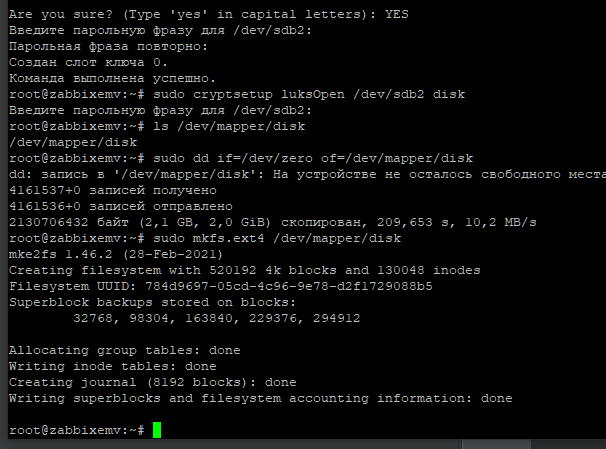 Are you sure? (Type 'yes' in capital letters): YES
Введите парольную фразу для /dev/sdb2:
Парольная фраза повторно:
Создан слот ключа 0.
Команда выполнена успешно.
root@zabbixemv:~# sudo cryptsetup luksOpen /dev/sdb2 disk
Введите парольную фразу для /dev/sdb2:
root@zabbixemv:~# ls /dev/mapper/disk
/dev/mapper/disk
root@zabbixemv:~# sudo dd if=/dev/zero of=/dev/mapper/disk
dd: запись в '/dev/mapper/disk': На устройстве не осталось свободного места
4161537+0 записей получено
4161536+0 записей отправлено
2130706432 байт (2,1 GB, 2,0 GiB) скопирован, 209,653 s, 10,2 MB/s
root@zabbixemv:~# sudo mkfs.ext4 /dev/mapper/disk
mke2fs 1.46.2 (28-Feb-2021)
Creating filesystem with 520192 4k blocks and 130048 inodes
Filesystem UUID: 784d9697-05cd-4c96-9e78-d2f1729088b5
Superblock backups stored on blocks:
        32768, 98304, 163840, 229376, 294912
Allocating group tables: done
Writing inode tables: done
Creating journal (8192 blocks): done
Writing superblocks and filesystem accounting information: done
root@zabbixemv:~#